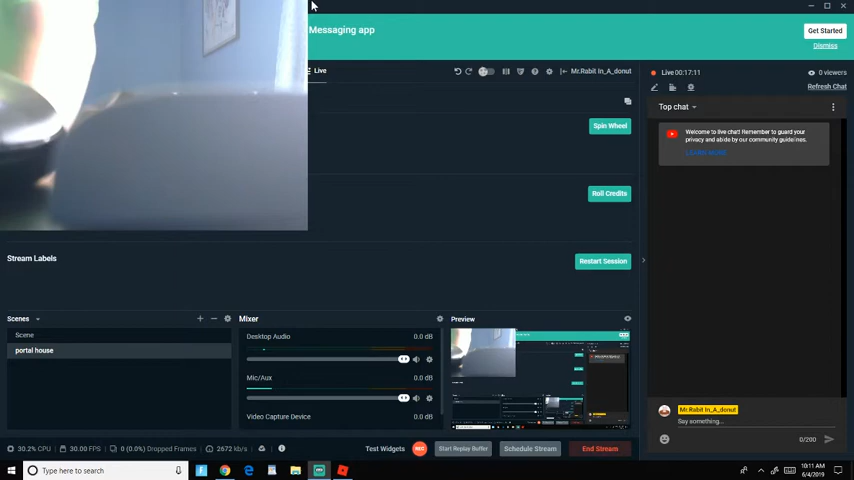 Messaging app
Get Started
Dismiss
Live
Mr.Rabit In_A_donut
Live 00:17:11
0 viewers
Refresh Chat
Top chat
Welcome to live chat! Remember to guard your
privacy and abide by our community guidelines.
LEARN MORE
Spin Wheel
Roll Credits
Stream Labels
Restart Session
Scenes
Scene
portal house
Mixer
Desktop Audio
0.0 dB
Mic/Aux
0.0 dB
Video Capture Device
0.0 dB
Preview
Mr.Rabit In_A_donut
Say something...
0/200
30.2% CPU
30.00 FPS
0 (0.0%) Dropped Frames
2672 kb/s
Test Widgets
REC
Start Replay Buffer
Schedule Stream
End Stream
Type here to search
10:11 AM
6/4/2019